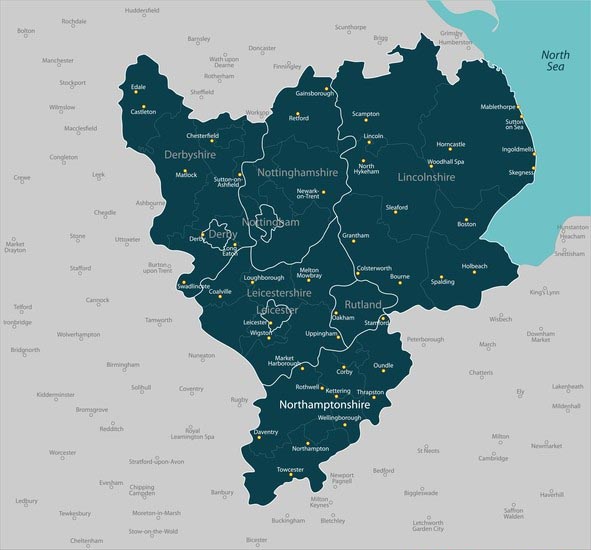 Huddersfield
Rochdale
Bolton
Barnsley
Scunthorpe
Grimsby
Brigg
Humberston
Manchester
Doncaster
Wath upon
Dearne
Finningley
North
Sea
Stockport
Rotherham
Sheffield
Edale
Gainsborough
Wilmslow
Castleton
Worksop
Retford
Scampton
Mablethorpe
Sutton
on Sea
Macclesfield
Chesterfield
Lincoln
Horncastle
Ingoldmells
Congleton
Derbyshire
North
Hykeham
Woodhall Spa
Skegness
Crewe
Leek
Matlock
Sutton-on-
Ashfield
Nottinghamshire
Lincolnshire
Newark-
on-Trent
Ashbourne
Cheadle
Sleaford
Boston
Nottingham
Market
Drayton
Stone
Uttoxeter
Derby
Derby
Long
Eaton
Grantham
Hunstanton
Heacham
Snettisham
Stafford
Burton
upon Trent
Loughborough
Melton
Mowbray
Colsterworth
Holbeach
Swadlincote
Bourne
Spalding
Coalville
Leicestershire
King's Lynn
Telford
Cannock
Rutland
Leicester
Oakham
Stamford
Ironbridge
Tamworth
Leicester
Wisbech
Wolverhampton
Wigston
Uppingham
Peterborough
Downham
Market
Bridgnorth
Nuneaton
Market
Harborough
March
Birmingham
Corby
Oundle
Chatteris
Kidderminster
Solihull
Coventry
Rugby
Rothwell
Kettering
Thrapston
Ely
Lakenheath
Bromsgrove
Northamptonshire
Mildenhall
Redditch
Royal
Leamington Spa
Daventry
Wellingborough
Milton
Newmarket
Worcester
Stratford-upon-Avon
Northampton
St Neots
Cambridge
Towcester
Bedford
Evesham
Chipping
Campden
Banbury
Newport
Pagnell
Biggleswade
Haverhill
Ledbury
Milton
Keynes
Tewkesbury
Moreton-in-Marsh
Buckingham
Bletchley
Letchworth
Garden City
Saffron
Walden
Stow-on-the-Wald
Cheltenham
Bicester